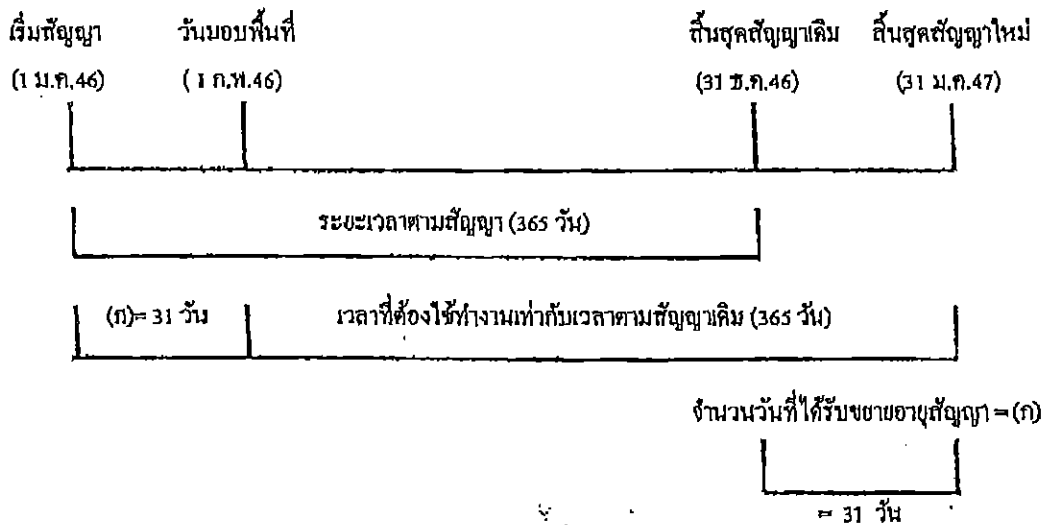 เริ่มสัญญา วันมอบพื้นที่ สิ้นสุดสัญญาเดิม สิ้นสุดสัญญาใหม่
(1 ม.ค.46) ( 1 ก.พ.46) (31 ธ.ค.46) (31 ม.ค.47)
ระยะเวลาตามสัญญา (365 วัน)
(ก)= 31 วัน เวลาที่ต้องใช้ทำงานเท่ากับเวลาตามสัญญาเดิม (365 วัน)
จำนวนวันที่ได้รับขยายอายุสัญญา = (ก)
= 31 วัน